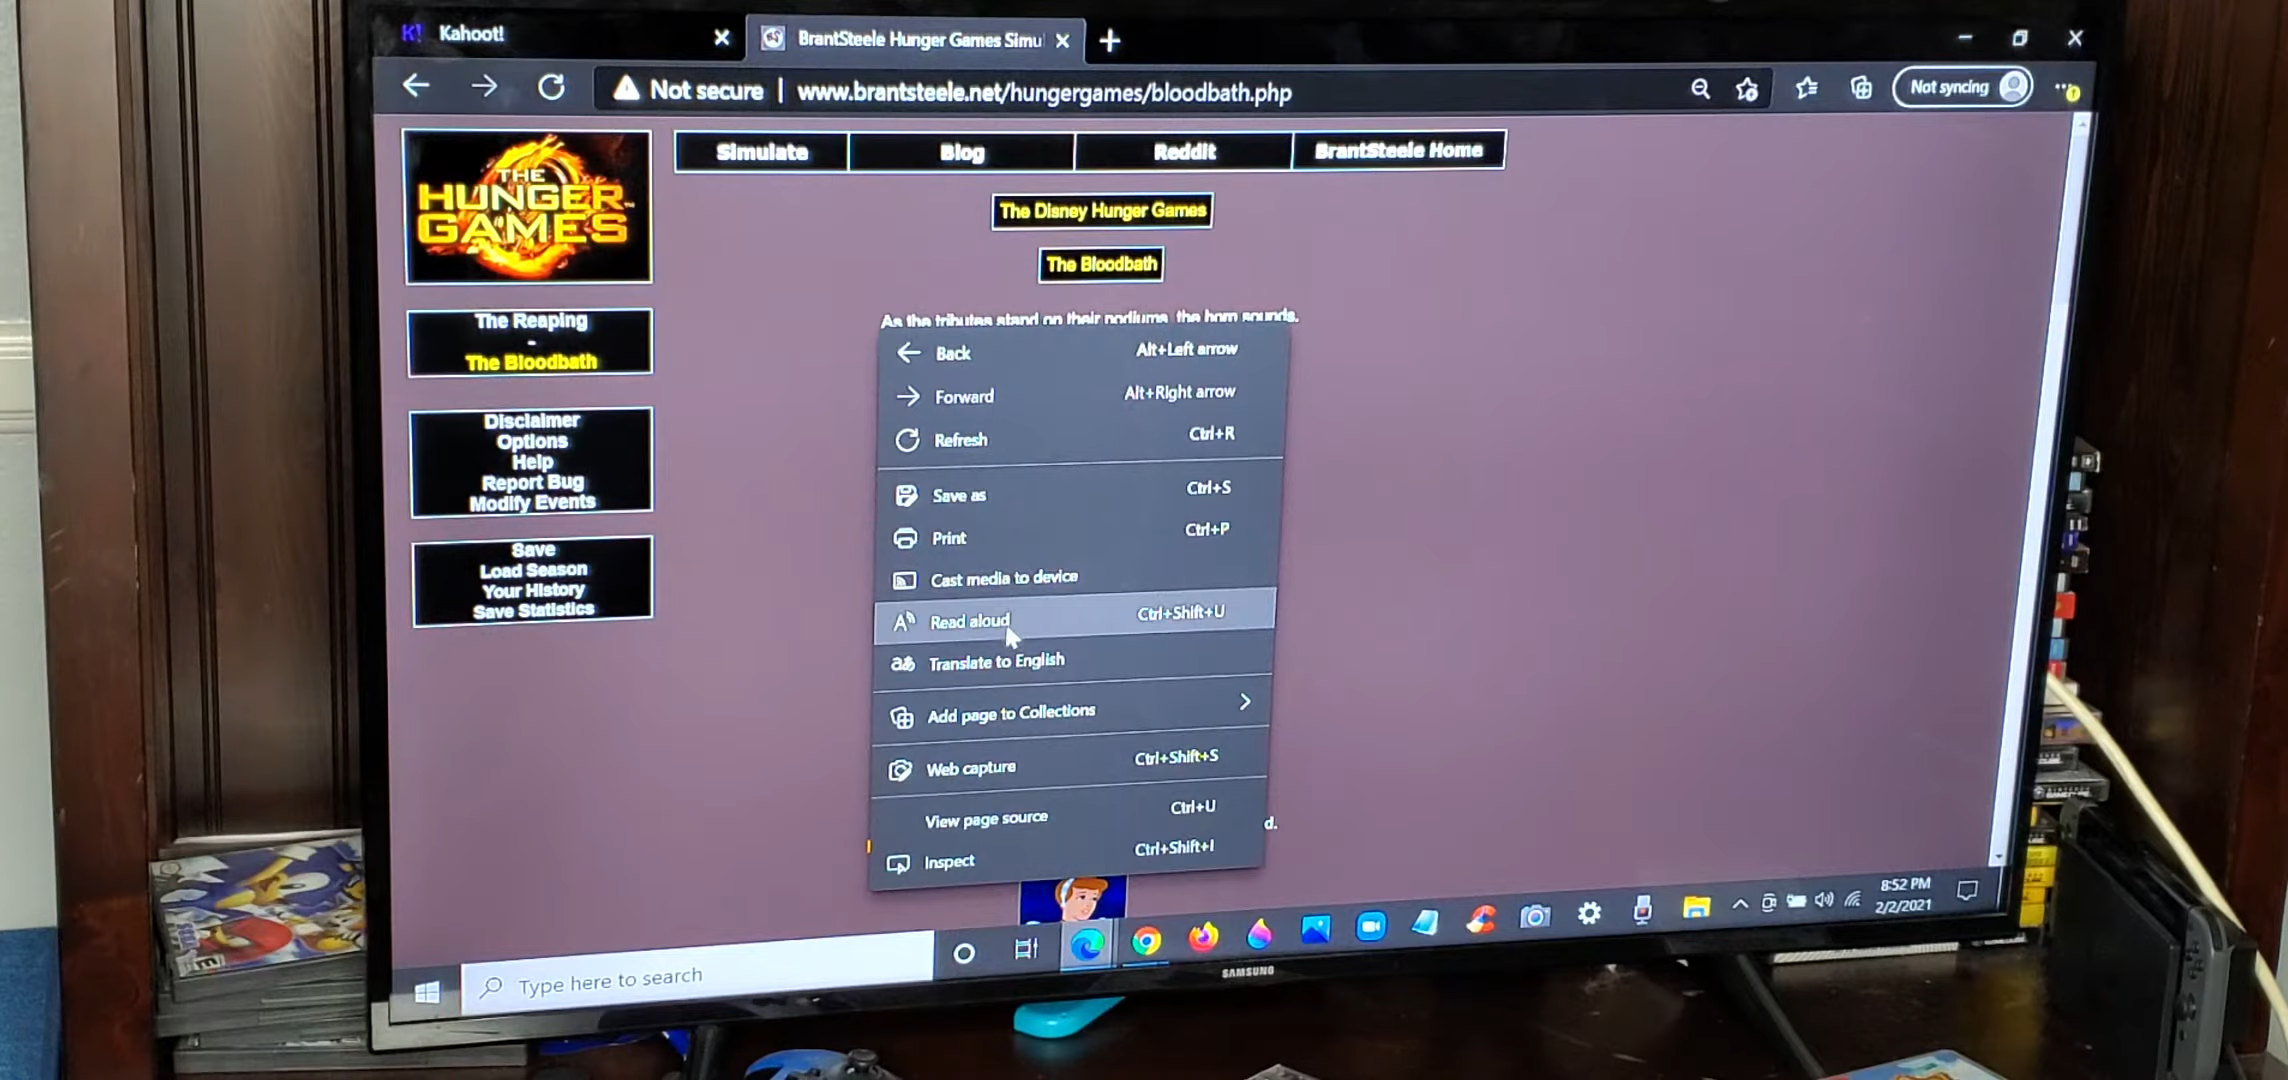 K! Kahoot!
BrantSteele Hunger Games Simu
Not secure | www.brantsteele.net/hungergames/bloodbath.php
Not syncing
THE
HUNGER
GAMES
Simulate
Blog
Reddit
BrantSteele Home
The Disney Hunger Games
The Bloodbath
As the tributes stand on their podiums, the horn sounds.
The Reaping
-
The Bloodbath
Disclaimer
Options
Help
Report Bug
Modify Events
Save
Load Season
Your History
Save Statistics
Back Alt+Left arrow
Forward Alt+Right arrow
Refresh Ctrl+R
Save as Ctrl+S
Print Ctrl+P
Cast media to device
Read aloud Ctrl+Shift+U
Translate to English
Add page to Collections
Web capture Ctrl+Shift+S
View page source Ctrl+U
d.
Inspect Ctrl+Shift+I
Type here to search
8:52 PM
2/2/2021
SAMSUNG